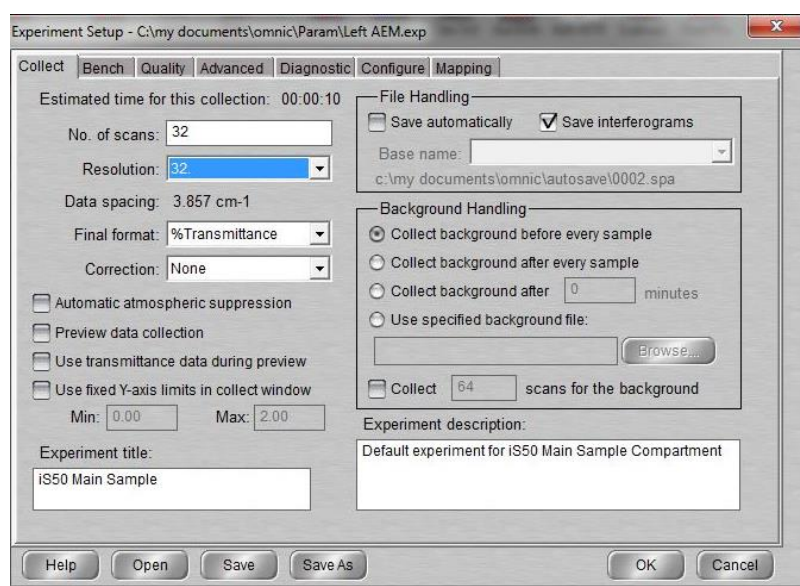 Experiment Setup - C:\my documents\omnic\Param\Left AEM.exp
Collect Bench Quality Advanced Diagnostic Configure Mapping
Estimated time for this collection: 00:00:10
No. of scans: 32
Resolution: 32.
Data spacing: 3.857 cm-1
Final format: %Transmittance
Correction: None
Automatic atmospheric suppression
Preview data collection
Use transmittance data during preview
Use fixed Y-axis limits in collect window
Min: 0.00 Max: 2.00
Experiment title:
iS50 Main Sample
File Handling
Save automatically Save interferograms
Base name:
c:\my documents\omnic\autosave\0002.spa
Background Handling
Collect background before every sample
Collect background after every sample
Collect background after 0 minutes
Use specified background file:
Browse...
Collect 64 scans for the background
Experiment description:
Default experiment for iS50 Main Sample Compartment
Help Open Save Save As OK Cancel